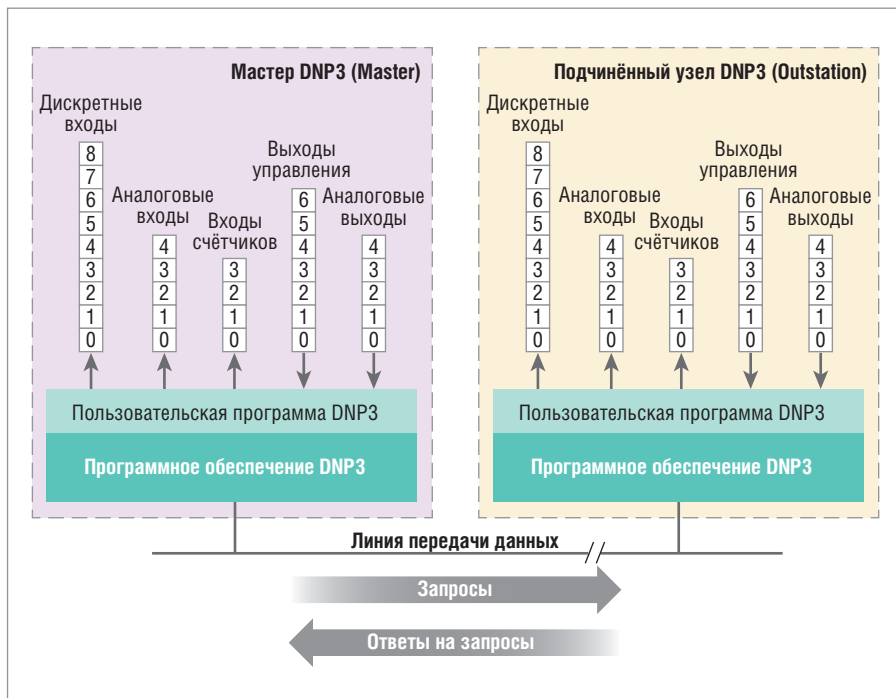 Мастер DNP3 (Master)
Дискретные
входы
8
7
6
5
4
3
2
1
0
Аналоговые
входы
4
3
2
1
0
Входы
счётчиков
3
2
1
0
Выходы
управления
6
5
4
3
2
1
0
Аналоговые
выходы
4
3
2
1
0
Пользовательская программа DNP3
Программное обеспечение DNP3
Подчинённый узел DNP3 (Outstation)
Дискретные
входы
8
7
6
5
4
3
2
1
0
Аналоговые
входы
4
3
2
1
0
Входы
счётчиков
3
2
1
0
Выходы
управления
6
5
4
3
2
1
0
Аналоговые
выходы
4
3
2
1
0
Пользовательская программа DNP3
Программное обеспечение DNP3
Линия передачи данных
Запросы
Ответы на запросы